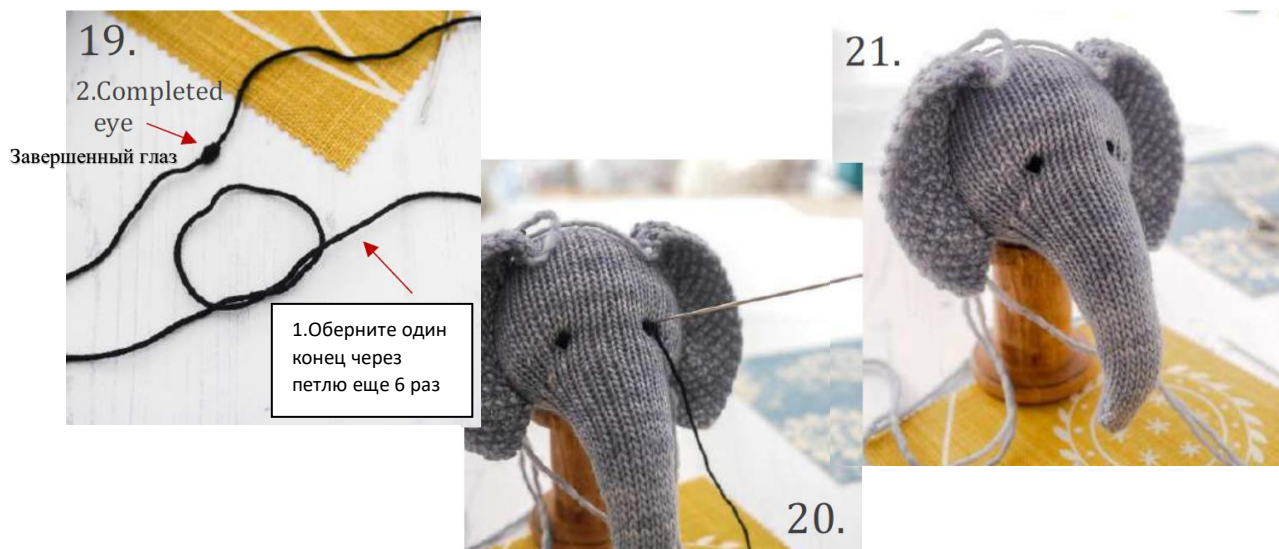 19.
2.Completed
eye
Завершенный глаз
1.Оберните один
конец через
петлю еще 6 раз
20.
21.